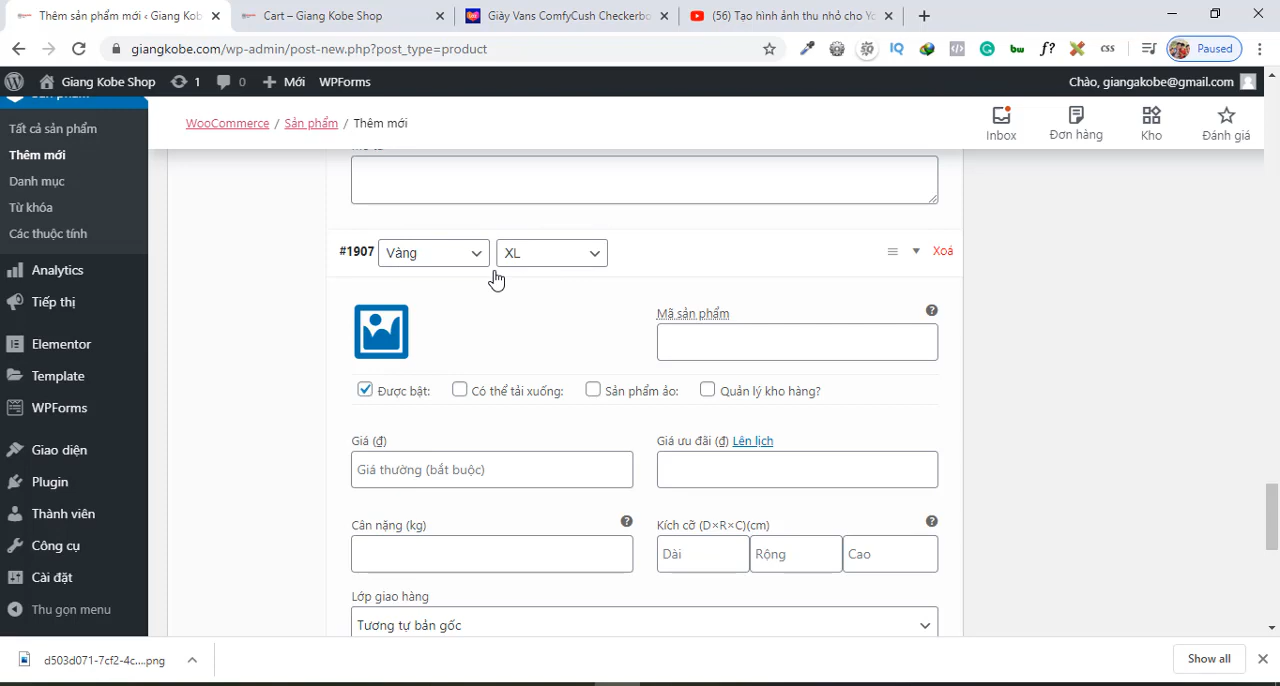 Thêm sản phẩm mới ‹ Giang Kob
Cart – Giang Kobe Shop
Giày Vans ComfyCush Checkerbo
(56) Tạo hình ảnh thu nhỏ cho Yo
giangkobe.com/wp-admin/post-new.php?post_type=product
IQ
bw
f?
css
Paused
Giang Kobe Shop
1
0
Mới
WPForms
Chào, giangakobe@gmail.com
Tất cả sản phẩm
Thêm mới
Danh mục
Từ khóa
Các thuộc tính
Analytics
Tiếp thị
Elementor
Template
WPForms
Giao diện
Plugin
Thành viên
Công cụ
Cài đặt
Thu gọn menu
WooCommerce / Sản phẩm / Thêm mới
Inbox
Đơn hàng
Kho
Đánh giá
#1907
Vàng
XL
Xoá
Mã sản phẩm
Được bật:
Có thể tải xuống:
Sản phẩm ảo:
Quản lý kho hàng?
Giá (₫)
Giá thường (bắt buộc)
Giá ưu đãi (₫) Lên lịch
Cân nặng (kg)
Kích cỡ (D×R×C)(cm)
Dài
Rộng
Cao
Lớp giao hàng
Tương tự bản gốc
d503d071-7cf2-4c....png
Show all